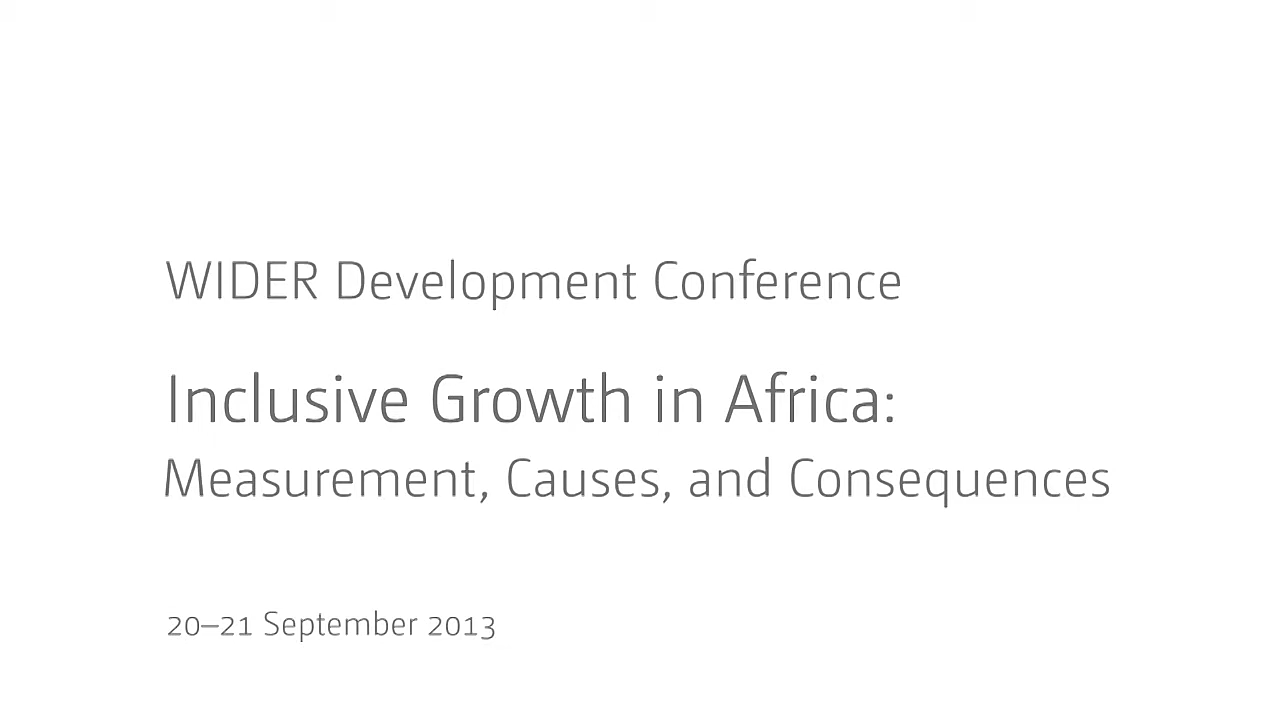 WIDER Development Conference
Inclusive Growth in Africa:
Measurement, Causes, and Consequences
20–21 September 2013